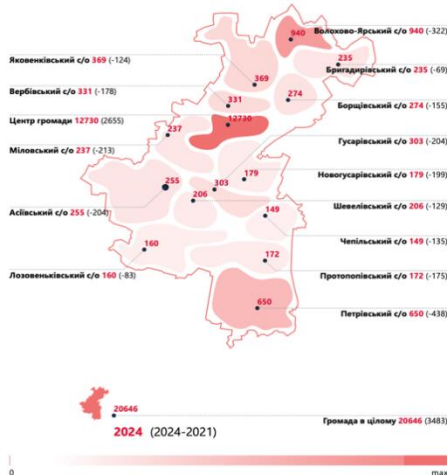 Волохово-Ярський с/о 940 (-322)
940
235
Яковенківський с/о 369 (-124)
Бригадирівський с/о 235 (-69)
369
Вербівський с/о 331 (-178)
274
331
Борщівський с/о 274 (-155)
Центр громади 12730 (2655)
12730
237
Гусарівський с/о 303 (-204)
Міловський с/о 237 (-213)
179
Новогусарівський с/о 179 (-199)
255
303
206
Шевелівський с/о 206 (-129)
Асіївський с/о 255 (-204)
149
Чепільський с/о 149 (-135)
160
172
Протопопівський с/о 172 (-175)
Лозовеньківський с/о 160 (-83)
650
Петрівський с/о 650 (-438)
20646
Громада в цілому 20646 (3483)
2024 (2024-2021)
0
max